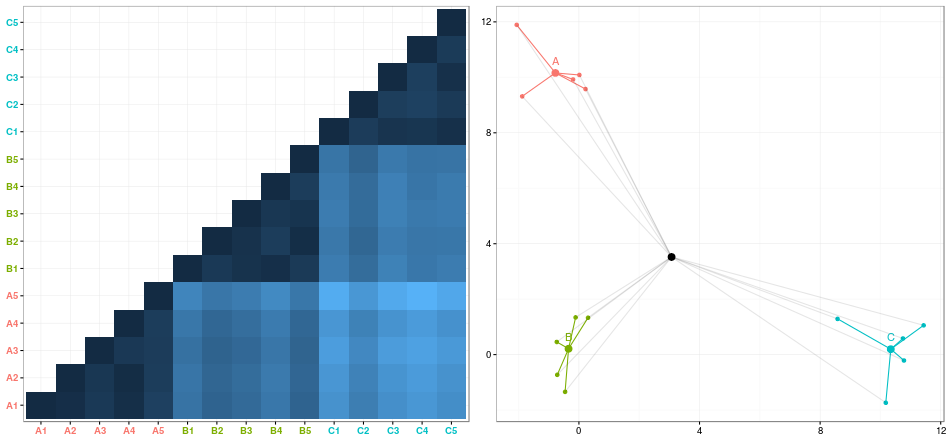 C5
C4
C3
C2
C1
B5
B4
B3
B2
B1
A5
A4
A3
A2
A1
A1 A2 A3 A4 A5 B1 B2 B3 B4 B5 C1 C2 C3 C4 C5
12
8
4
0
A
B
C
0 4 8 12